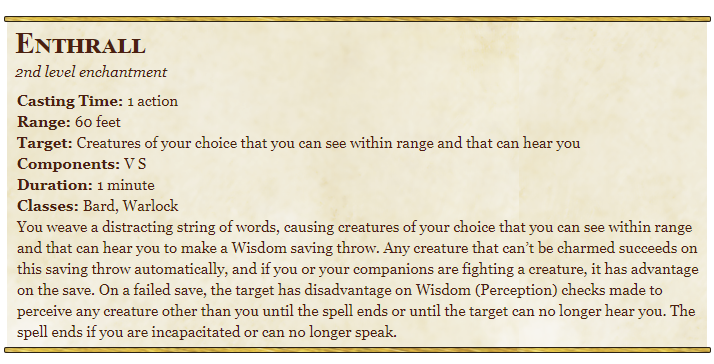 Enthrall
2nd level enchantment
Casting Time: 1 action
Range: 60 feet
Target: Creatures of your choice that you can see within range and that can hear you
Components: V S
Duration: 1 minute
Classes: Bard, Warlock
You weave a distracting string of words, causing creatures of your choice that you can see within range
and that can hear you to make a Wisdom saving throw. Any creature that can’t be charmed succeeds on
this saving throw automatically, and if you or your companions are fighting a creature, it has advantage
on the save. On a failed save, the target has disadvantage on Wisdom (Perception) checks made to
perceive any creature other than you until the spell ends or until the target can no longer hear you. The
spell ends if you are incapacitated or can no longer speak.